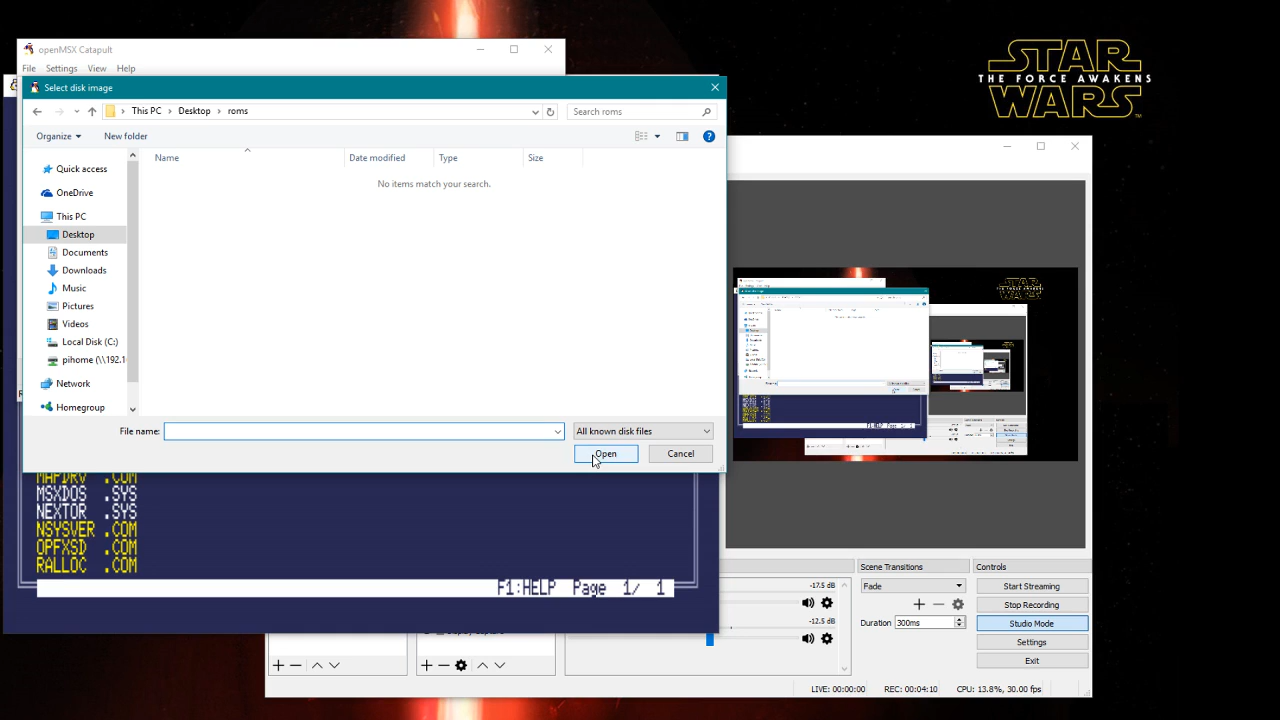 STAR
THE FORCE AWAKENS
WARS
openMSX Catapult
File Settings View Help
Select disk image
This PC > Desktop > roms
Search roms
Organize New folder
Name Date modified Type Size
No items match your search.
Quick access
OneDrive
This PC
Desktop
Documents
Downloads
Music
Pictures
Videos
Local Disk (C:)
pihome (\\192.1
Network
Homegroup
File name:
All known disk files
Open Cancel
MAPDRV .COM
MSXDOS .SYS
NEXTOR .SYS
NSYSVER .COM
OPFXSD .COM
RALLOC .COM
F1:HELP Page 1/ 1
-17.5 dB
-12.5 dB
Scene Transitions
Fade
Duration 300ms
Controls
Start Streaming
Stop Recording
Studio Mode
Settings
Exit
LIVE: 00:00:00 REC: 00:04:10 CPU: 13.8%, 30.00 fps